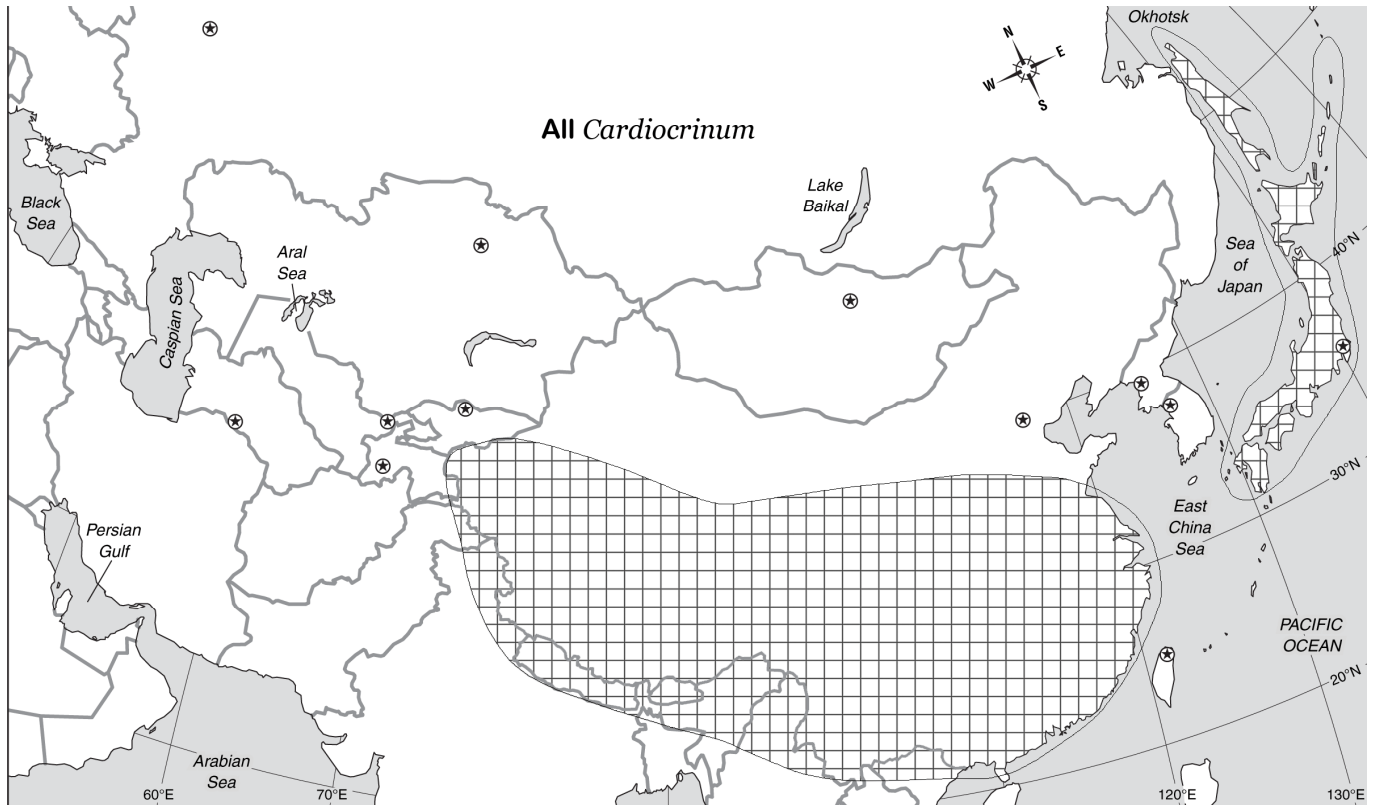 Okhotsk
N
E
W
S
All Cardiocrinum
Lake
Baikal
Black
Sea
Aral
Sea
Caspian Sea
Sea
of
Japan
40°N
30°N
East
China
Sea
Persian
Gulf
PACIFIC
OCEAN
20°N
Arabian
Sea
60°E
70°E
120°E
130°E